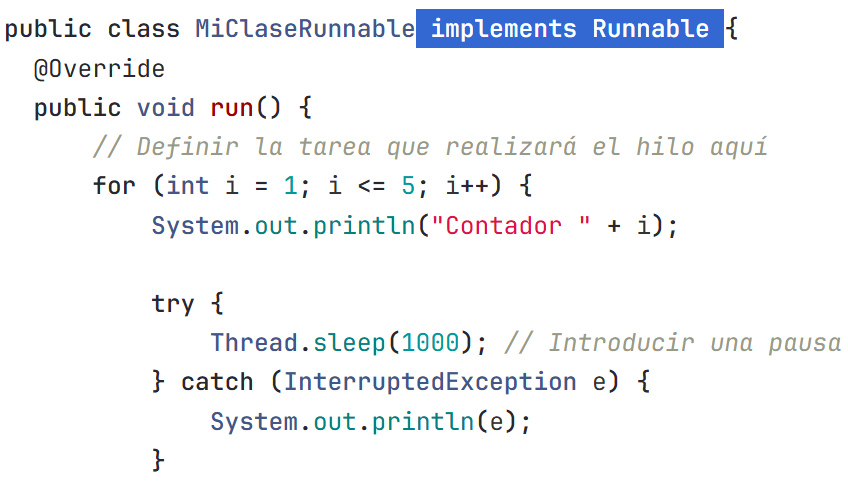 public class MiClaseRunnable implements Runnable {
@Override
public void run() {
// Definir la tarea que realizará el hilo aquí
for (int i = 1; i <= 5; i++) {
System.out.println("Contador " + i);
try {
Thread.sleep(1000); // Introducir una pausa
} catch (InterruptedException e) {
System.out.println(e);
}